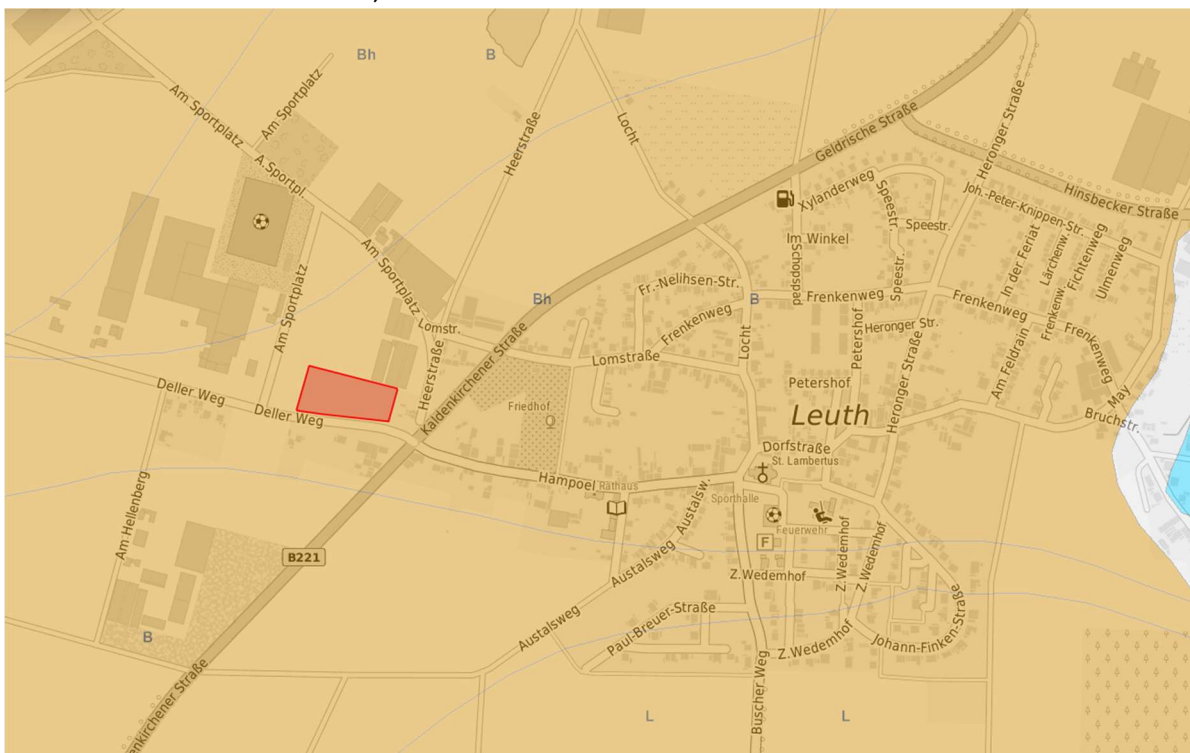 Bh
B
Am Sportplatz
Am Sportplatz
A.Sportpl.
Heerstraße
Locht
Geldrische Straße
Heronger Straße
Hinsbecker Straße
Joh.-Peter-Knippen-Str.
Xylanderweg
Speestr.
Speestr.
Speestr.
Im Winkel
Schopspad
In der Feriat
Lärchenw.
Fichtenweg
Ulmenweg
Am Sportplatz
Am Sportplatz
Fr.-Nelihsen-Str.
Bh
B
Frenkenweg
Frenkenweg
Frenkenweg
Frenkenw.
Frenkenweg
Heronger Str.
Petershof
Lomstr.
Lomstraße
Locht
Heerstraße
Kaldenkirchener Straße
Heronger Straße
Am Feldrain
Petershof
Leuth
May
Bruchstr.
Deller Weg
Deller Weg
Friedhof
Dorfstraße
St. Lambertus
Hampoel
Rathaus
Sporthalle
Austalsw.
Feuerwehr
F
Am Hellenberg
B221
Austalsweg
Z.Wedemhof
Z.Wedemhof
Z.Wedemhof
Austalsweg
Paul-Breuer-Straße
Z.Wedemhof
Johann-Finken-Straße
B
Buscher Weg
enkirchener Straße
L
L